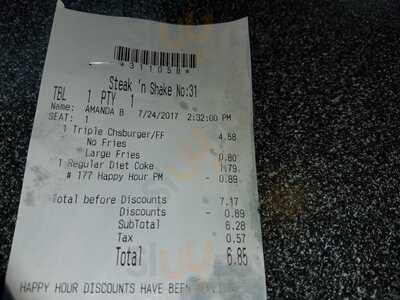 *311058*
Steak 'n Shake No:31
TBL 1 PTY 1
Name: AMANDA B 7/24/2017 2:32:00 PM
SEAT: 1
1 Triple Chsburger/FF 4.58
No Fries
Large Fries 0.80
1 Regular Diet Coke 1.79
# 177 Happy Hour PM - 0.89
Total before Discounts 7.17
Discounts - 0.89
SubTotal 6.28
Tax 0.57
Total 6.85
HAPPY HOUR DISCOUNTS HAVE BEEN